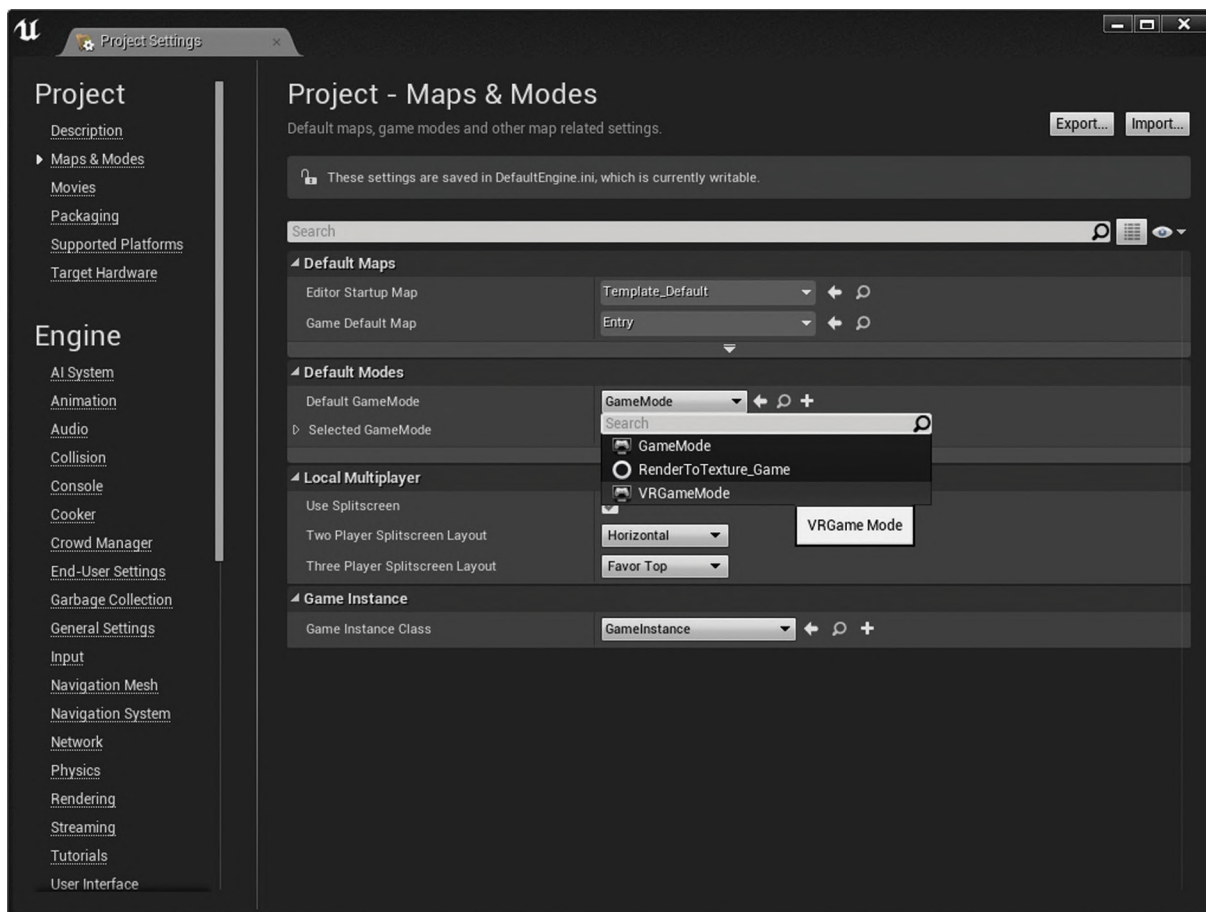 Project Settings
Project
Description
Maps & Modes
Movies
Packaging
Supported Platforms
Target Hardware
Engine
AI System
Animation
Audio
Collision
Console
Cooker
Crowd Manager
End-User Settings
Garbage Collection
General Settings
Input
Navigation Mesh
Navigation System
Network
Physics
Rendering
Streaming
Tutorials
User Interface
Project - Maps & Modes
Default maps, game modes and other map related settings.
Export... Import...
These settings are saved in DefaultEngine.ini, which is currently writable.
Search
Default Maps
Editor Startup Map Template_Default
Game Default Map Entry
Default Modes
Default GameMode GameMode
Selected GameMode
Search
GameMode
RenderToTexture_Game
VRGameMode
VRGame Mode
Local Multiplayer
Use Splitscreen
Two Player Splitscreen Layout Horizontal
Three Player Splitscreen Layout Favor Top
Game Instance
Game Instance Class GameInstance